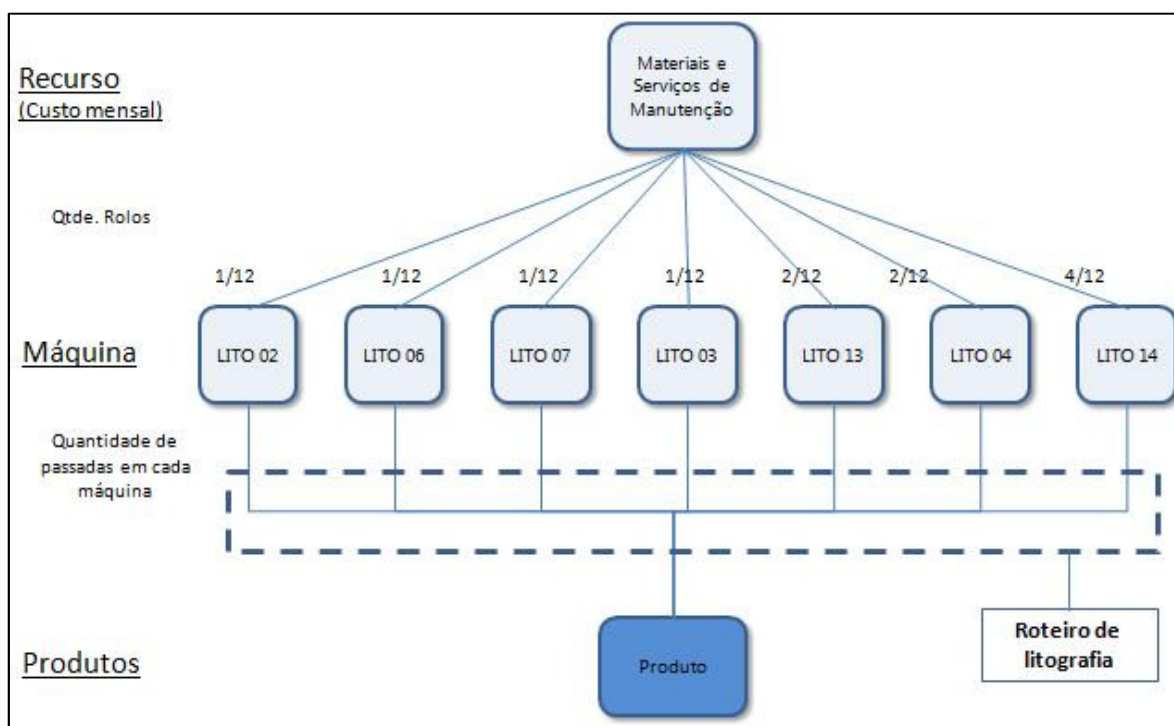 Materiais e
Serviços de
Manutenção
Recurso
(Custo mensal)
Qtde. Rolos
1/12 1/12 1/12 1/12 2/12 2/12 4/12
Máquina
LITO 02 LITO 06 LITO 07 LITO 03 LITO 13 LITO 04 LITO 14
Quantidade de
passadas em cada
máquina
Roteiro de
litografia
Produtos
Produto